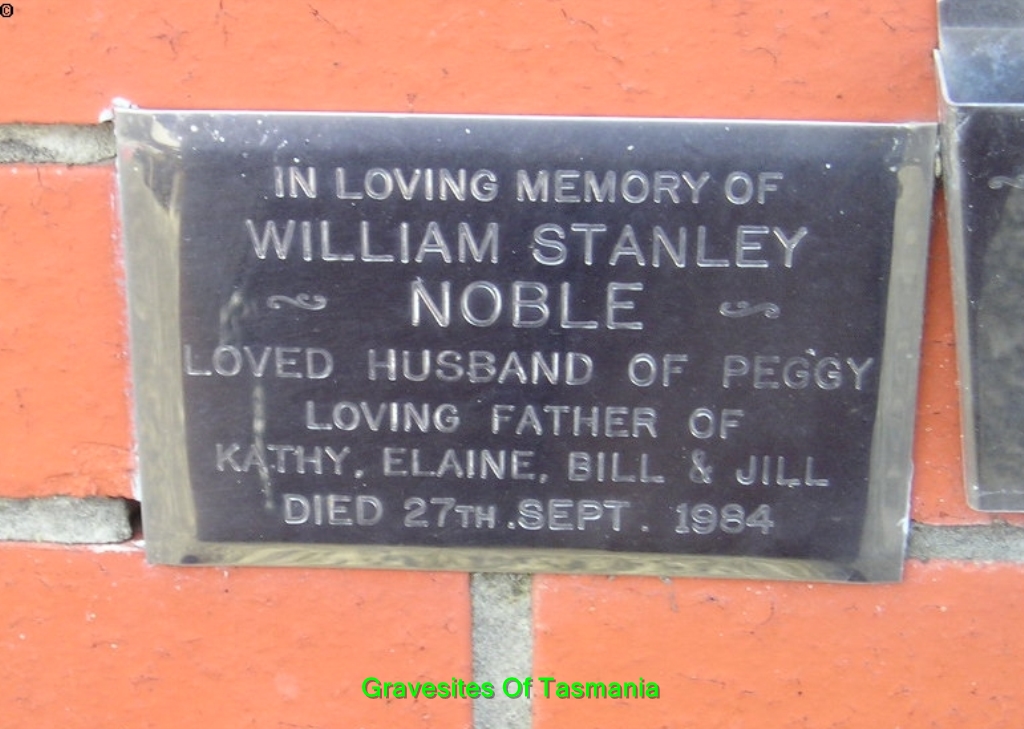 ©
IN LOVING MEMORY OF
WILLIAM STANLEY
NOBLE
LOVED HUSBAND OF PEGGY
LOVING FATHER OF
KATHY, ELAINE, BILL & JILL
DIED 27TH .SEPT. 1984
Gravesites Of Tasmania